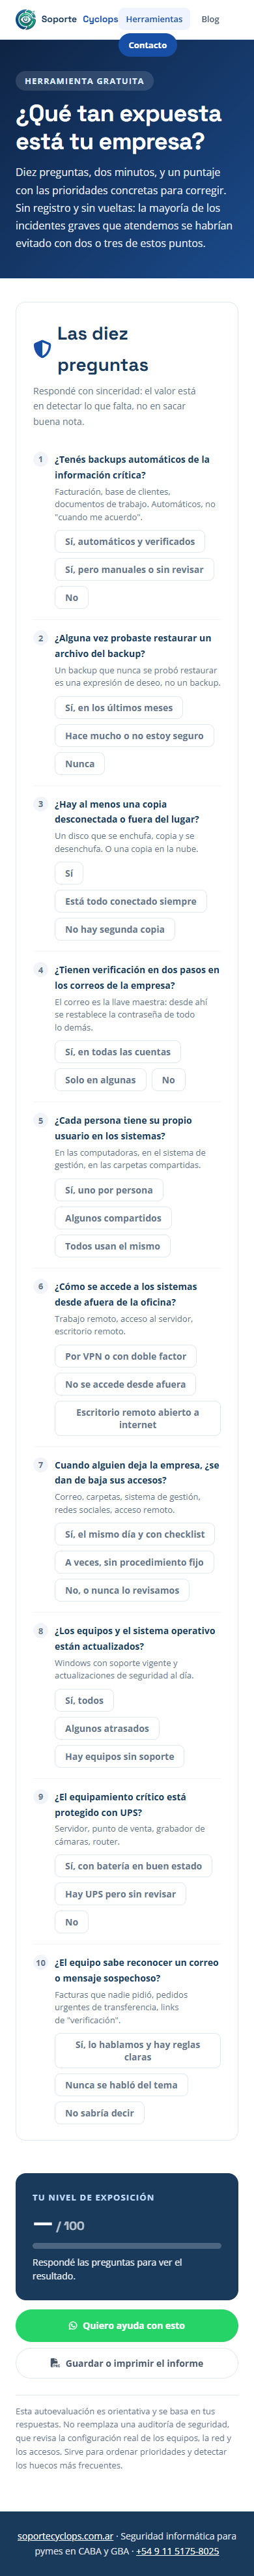 Soporte Cyclops
Herramientas
Blog
Contacto
HERRAMIENTA GRATUITA
¿Qué tan expuesta
está tu empresa?
Diez preguntas, dos minutos, y un puntaje
con las prioridades concretas para corregir.
Sin registro y sin vueltas: la mayoría de los
incidentes graves que atendemos se habrían
evitado con dos o tres de estos puntos.
Las diez
preguntas
Respondé con sinceridad: el valor está
en detectar lo que falta, no en sacar
buena nota.
1
¿Tenés backups automáticos de la
información crítica?
Facturación, base de clientes,
documentos de trabajo. Automáticos, no
"cuando me acuerdo".
Sí, automáticos y verificados
Sí, pero manuales o sin revisar
No
2
¿Alguna vez probaste restaurar un
archivo del backup?
Un backup que nunca se probó restaurar
es una expresión de deseo, no un backup.
Sí, en los últimos meses
Hace mucho o no estoy seguro
Nunca
3
¿Hay al menos una copia
desconectada o fuera del lugar?
Un disco que se enchufa, copia y se
desenchufa. O una copia en la nube.
Sí
Está todo conectado siempre
No hay segunda copia
4
¿Tienen verificación en dos pasos en
los correos de la empresa?
El correo es la llave maestra: desde ahí
se restablece la contraseña de todo
lo demás.
Sí, en todas las cuentas
Solo en algunas
No
5
¿Cada persona tiene su propio
usuario en los sistemas?
En las computadoras, en el sistema de
gestión, en las carpetas compartidas.
Sí, uno por persona
Algunos compartidos
Todos usan el mismo
6
¿Cómo se accede a los sistemas
desde afuera de la oficina?
Trabajo remoto, acceso al servidor,
escritorio remoto.
Por VPN o con doble factor
No se accede desde afuera
Escritorio remoto abierto a
internet
7
Cuando alguien deja la empresa, ¿se
dan de baja sus accesos?
Correo, carpetas, sistema de gestión,
redes sociales, acceso remoto.
Sí, el mismo día y con checklist
A veces, sin procedimiento fijo
No, o nunca lo revisamos
8
¿Los equipos y el sistema operativo
están actualizados?
Windows con soporte vigente y
actualizaciones de seguridad al día.
Sí, todos
Algunos atrasados
Hay equipos sin soporte
9
¿El equipamiento crítico está
protegido con UPS?
Servidor, punto de venta, grabador de
cámaras, router.
Sí, con batería en buen estado
Hay UPS pero sin revisar
No
10
¿El equipo sabe reconocer un correo
o mensaje sospechoso?
Facturas que nadie pidió, pedidos
urgentes de transferencia, links
de "verificación".
Sí, lo hablamos y hay reglas
claras
Nunca se habló del tema
No sabría decir
TU NIVEL DE EXPOSICIÓN
— / 100
Respondé las preguntas para ver el
resultado.
Quiero ayuda con esto
Guardar o imprimir el informe
Esta autoevaluación es orientativa y se basa en tus
respuestas. No reemplaza una auditoría de seguridad,
que revisa la configuración real de los equipos, la red y
los accesos. Sirve para ordenar prioridades y detectar
los huecos más frecuentes.
soportecyclops.com.ar · Seguridad informática para
pymes en CABA y GBA · +54 9 11 5175-8025